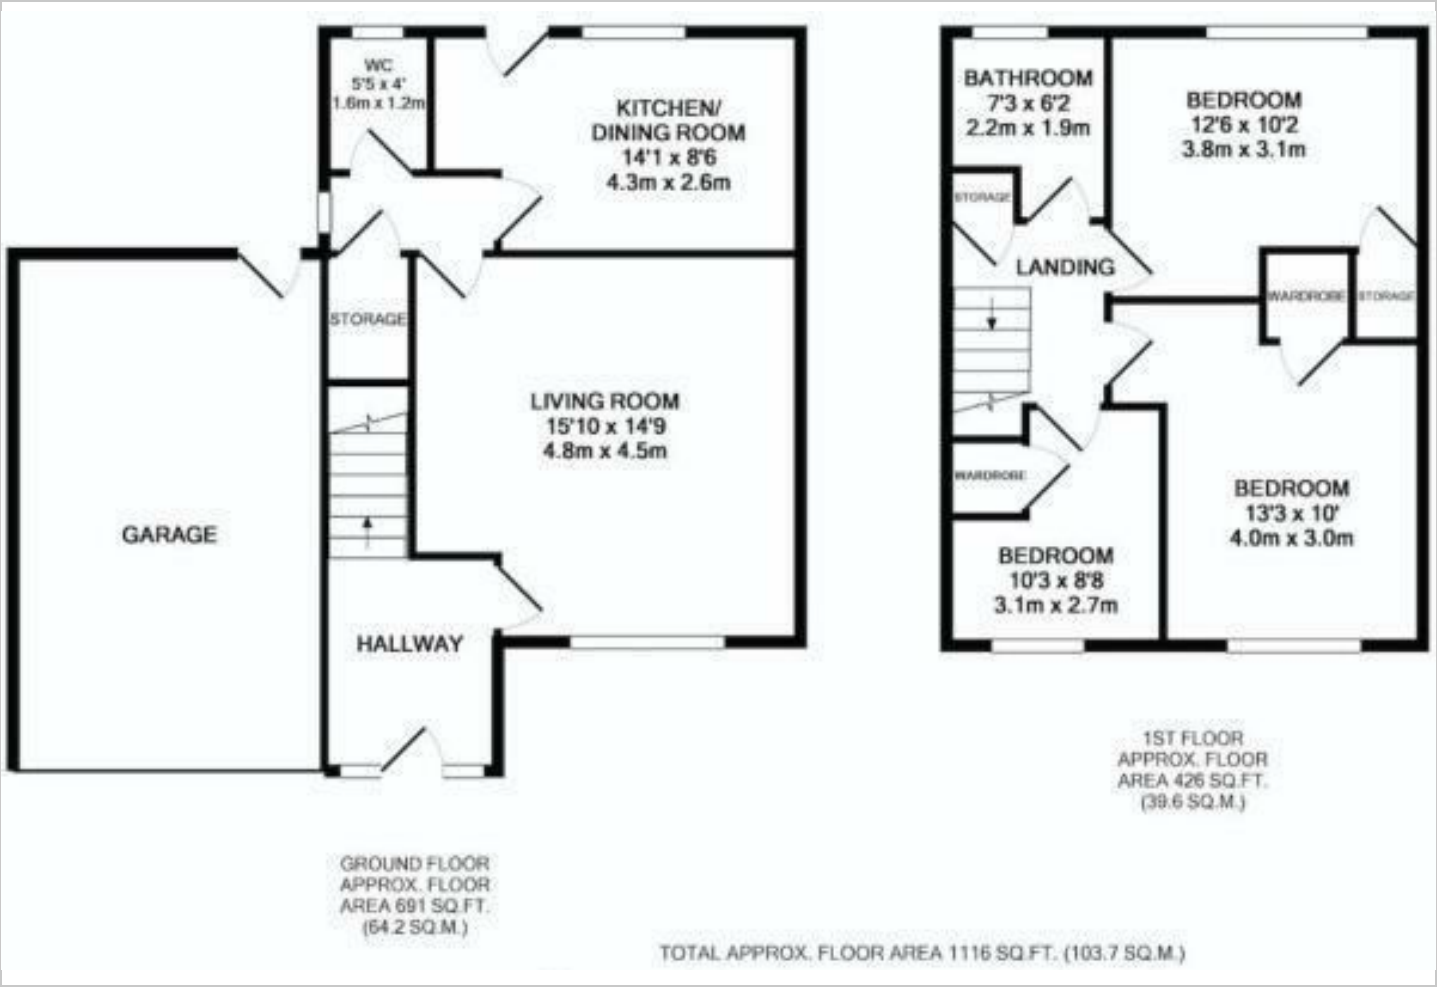 WC
5'5 x 4'
1.6m x 1.2m
KITCHEN/
DINING ROOM
14'1 x 8'6
4.3m x 2.6m
STORAGE
LIVING ROOM
15'10 x 14'9
4.8m x 4.5m
GARAGE
HALLWAY
GROUND FLOOR
APPROX. FLOOR
AREA 691 SQ.FT.
(64.2 SQ.M.)
BATHROOM
7'3 x 6'2
2.2m x 1.9m
BEDROOM
12'6 x 10'2
3.8m x 3.1m
STORAGE
LANDING
WARDROBE
STORAGE
WARDROBE
BEDROOM
13'3 x 10'
4.0m x 3.0m
BEDROOM
10'3 x 8'8
3.1m x 2.7m
1ST FLOOR
APPROX. FLOOR
AREA 426 SQ.FT.
(39.6 SQ.M.)
TOTAL APPROX. FLOOR AREA 1116 SQ.FT. (103.7 SQ.M.)